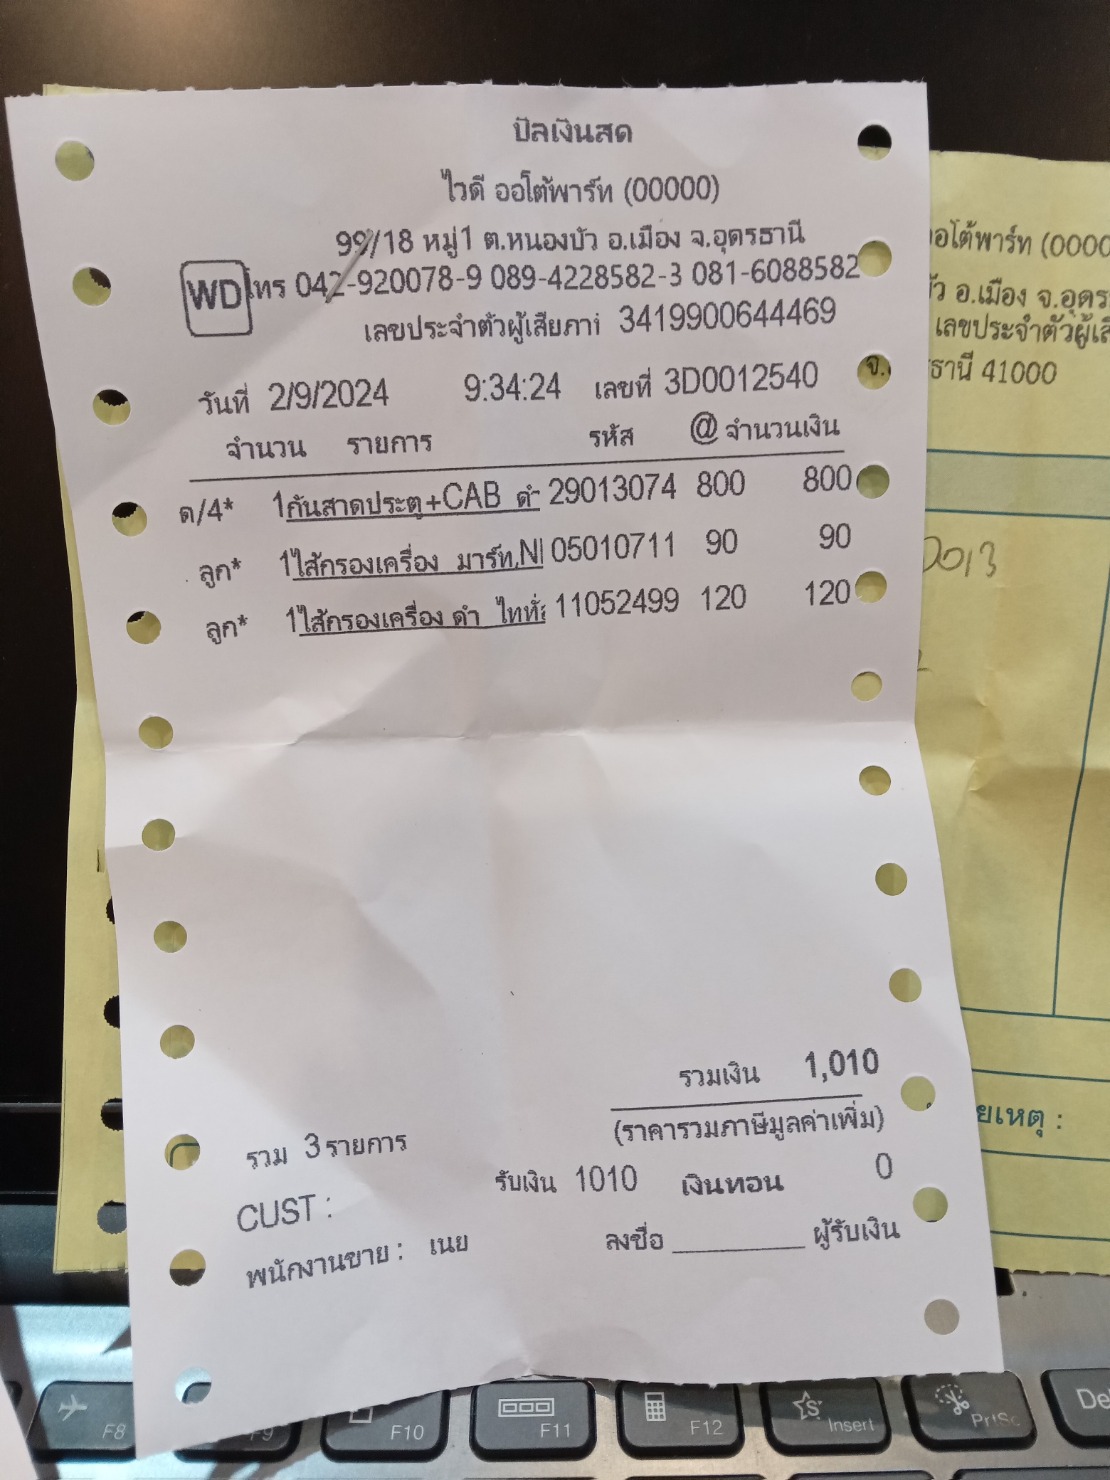 บิลเงินสด
ไวดี ออโต้พาร์ท (00000)
99/18 หมู่1 ต.หนองบัว อ.เมือง จ.อุดรธานี
WD โทร 042-920078-9 089-4228582-3 081-6088582
เลขประจำตัวผู้เสียภาษี 3419900644469
วันที่ 2/9/2024 9:34:24 เลขที่ 3D0012540
จำนวน รายการ รหัส @ จำนวนเงิน
ด/4* 1 กันสาดประตู+CAB ดำ 29013074 800 800
ลูก* 1 ไส้กรองเครื่อง มาร์ท,NI 05010711 90 90
ลูก* 1 ไส้กรองเครื่อง ดำ ไททั่ 11052499 120 120
รวมเงิน 1,010
(ราคารวมภาษีมูลค่าเพิ่ม)
รวม 3 รายการ
รับเงิน 1010 เงินทอน 0
CUST :
ลงชื่อ __________ ผู้รับเงิน
พนักงานขาย : เนย
อโต้พาร์ท (0000
ัว อ.เมือง จ.อุดร
เลขประจำตัวผู้เสี
จ. ธานี 41000
0013
ยเหตุ :
F8
F9
F10
F11
F12
Insert
PrtSc
De